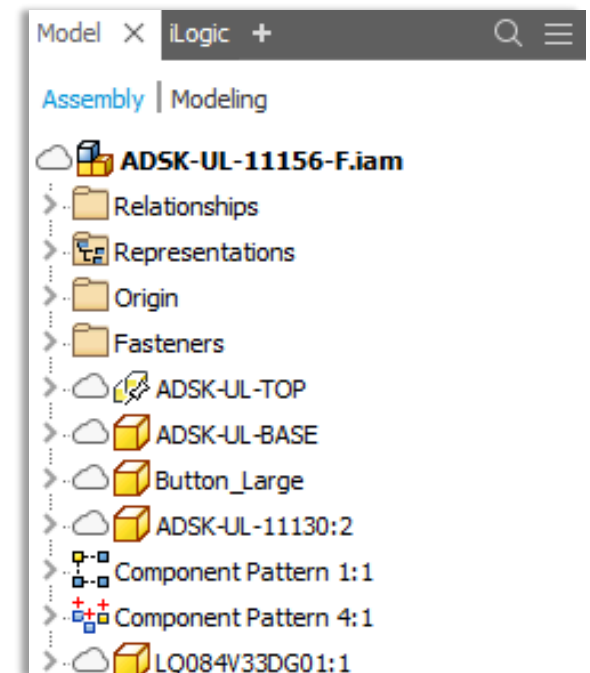 Model × iLogic +
Assembly | Modeling
ADSK-UL-11156-F.iam
Relationships
Representations
Origin
Fasteners
ADSK-UL-TOP
ADSK-UL-BASE
Button_Large
ADSK-UL-11130:2
Component Pattern 1:1
Component Pattern 4:1
LQ084V33DG01:1